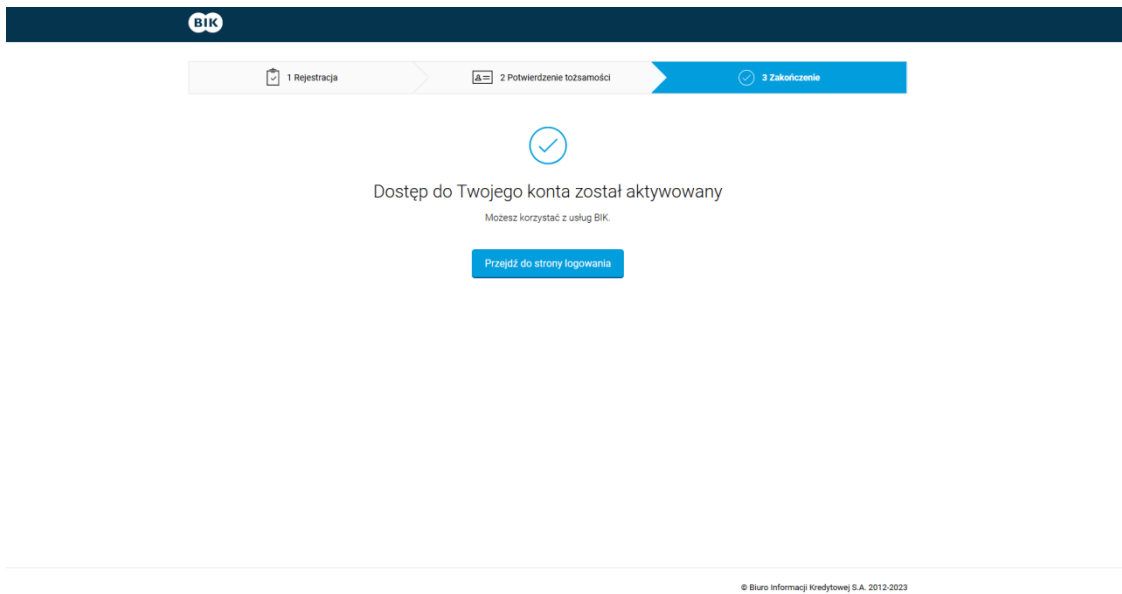 BIK
1 Rejestracja
2 Potwierdzenie tożsamości
3 Zakończenie
Dostęp do Twojego konta został aktywowany
Możesz korzystać z usług BIK.
Przejdź do strony logowania
© Biuro Informacji Kredytowej S.A. 2012-2023